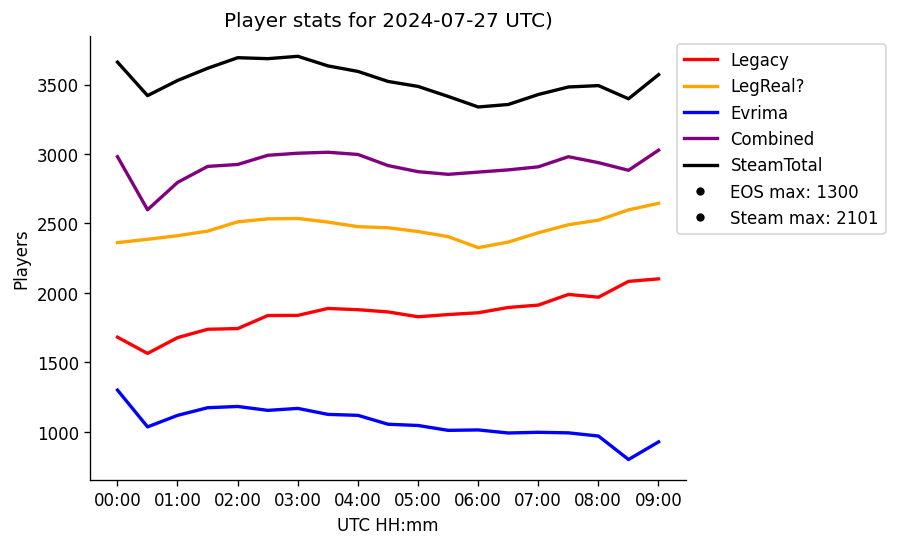 Player stats for 2024-07-27 UTC)
Legacy
LegReal?
Evrima
Combined
SteamTotal
EOS max: 1300
Steam max: 2101
Players
3500
3000
2500
2000
1500
1000
00:00 01:00 02:00 03:00 04:00 05:00 06:00 07:00 08:00 09:00
UTC HH:mm